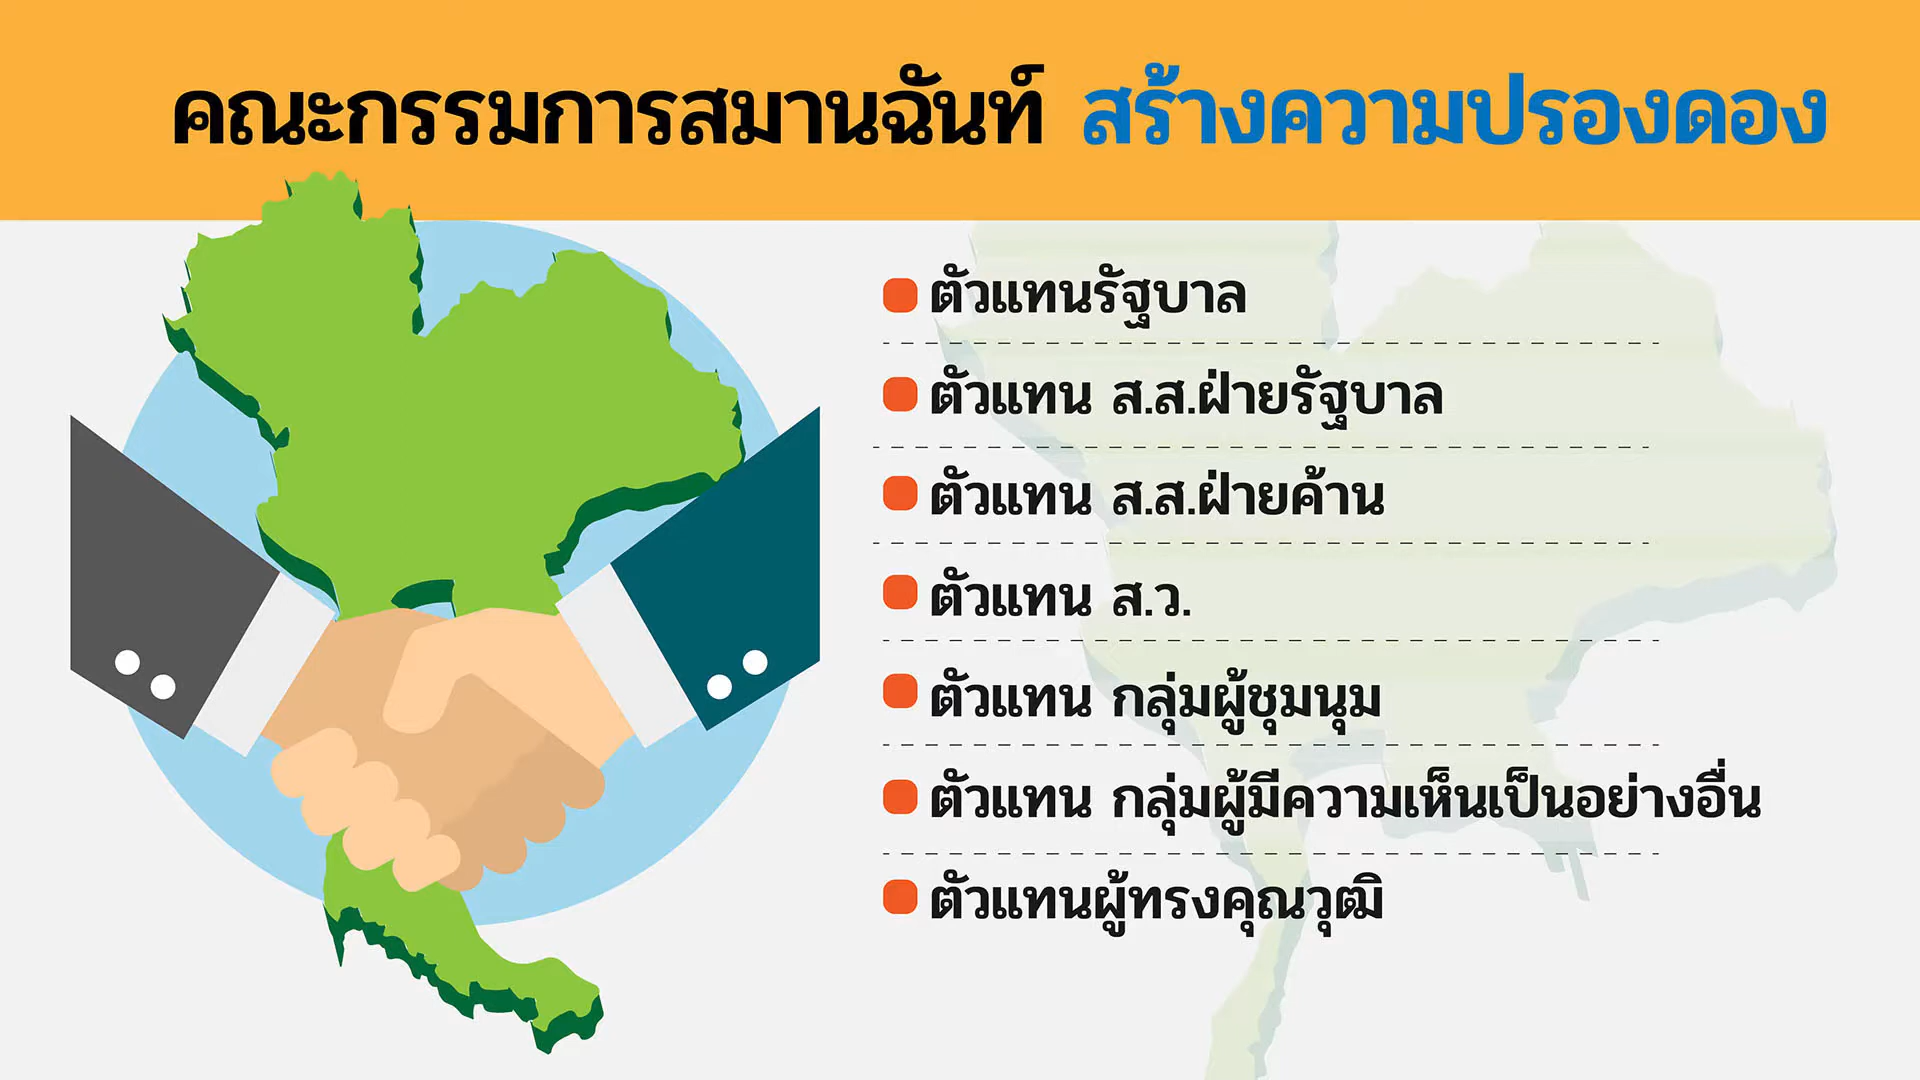 คณะกรรมการสมานฉันท์ สร้างความปรองดอง
ตัวแทนรัฐบาล
ตัวแทน ส.ส.ฝ่ายรัฐบาล
ตัวแทน ส.ส.ฝ่ายค้าน
ตัวแทน ส.ว.
ตัวแทน กลุ่มผู้ชุมนุม
ตัวแทน กลุ่มผู้มีความเห็นเป็นอย่างอื่น
ตัวแทนผู้ทรงคุณวุฒิ